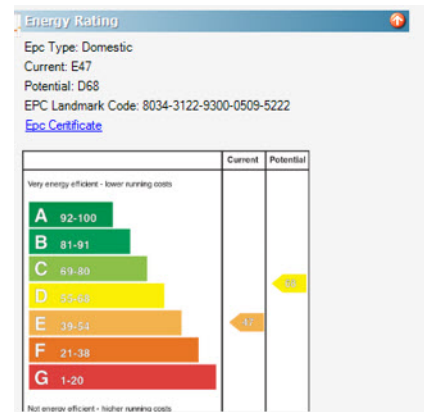 Energy Rating
Epc Type: Domestic
Current: E47
Potential: D68
EPC Landmark Code: 8034-3122-9300-0509-5222
Epc Certificate
Current Potential
Very energy efficient - lower running costs
A 92-100
B 81-91
C 69-80
D 55-68
E 39-54
F 21-38
G 1-20
47
68
Not energy efficient - higher running costs